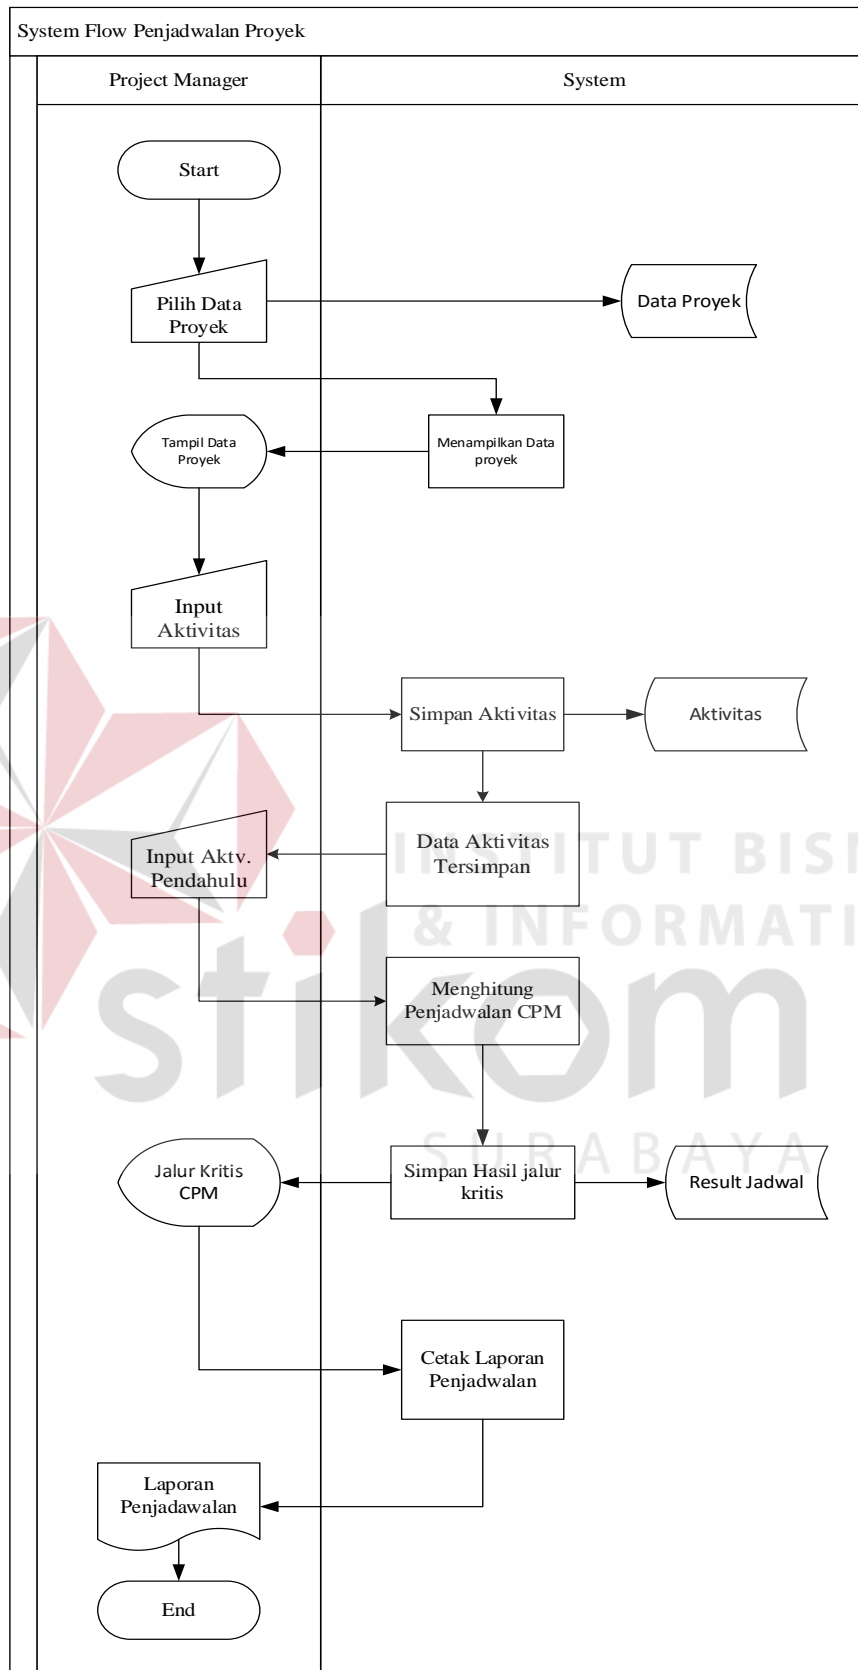 System Flow Penjadwalan Proyek
Project Manager
System
Start
Pilih Data
Proyek
Data Proyek
Tampil Data
Proyek
Menampilkan Data
proyek
Input
Aktivitas
Simpan Aktivitas
Aktivitas
Data Aktivitas
Tersimpan
Input Aktv.
Pendahulu
INSTITUT BISN
& INFORMATI
stikom
SURABAYA
Menghitung
Penjadwalan CPM
Jalur Kritis
CPM
Simpan Hasil jalur
kritis
Result Jadwal
Cetak Laporan
Penjadwalan
Laporan
Penjadawalan
End